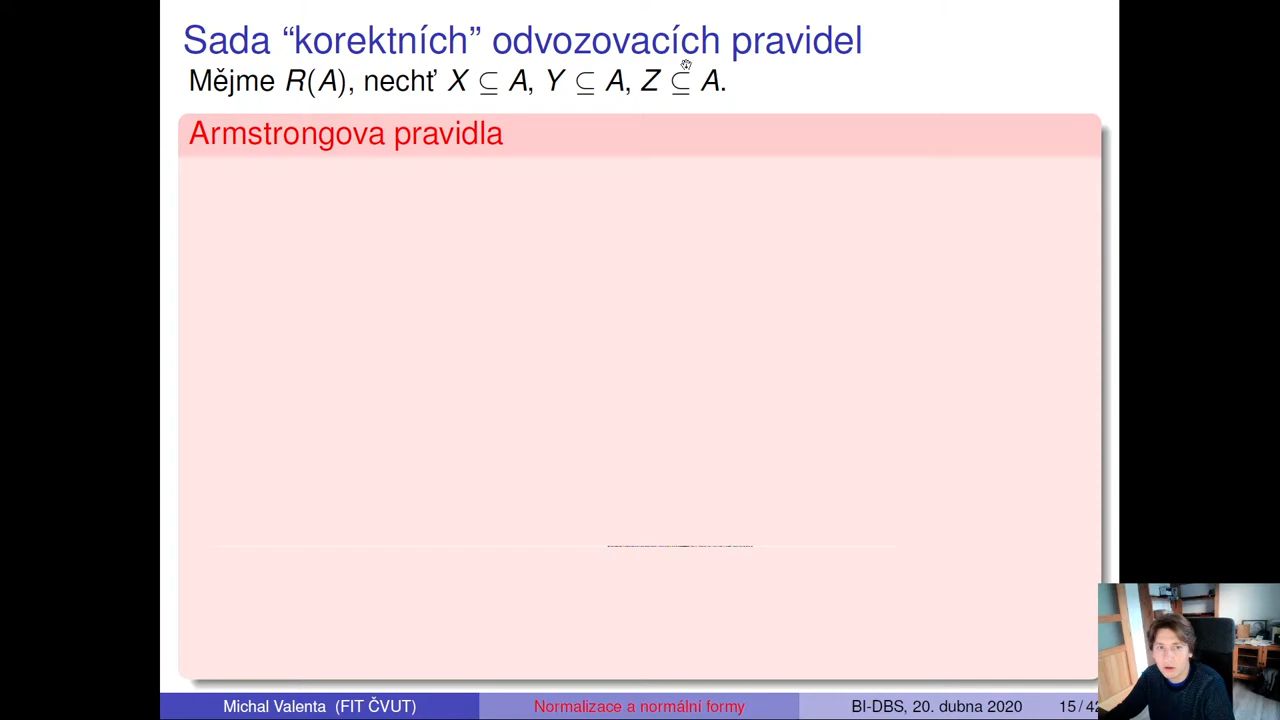 Sada “korektních” odvozovacích pravidel
Mějme R(A), nechť X ⊆ A, Y ⊆ A, Z ⊆ A.
Armstrongova pravidla
Michal Valenta (FIT ČVUT) Normalizace a normální formy BI-DBS, 20. dubna 2020 15 / 42